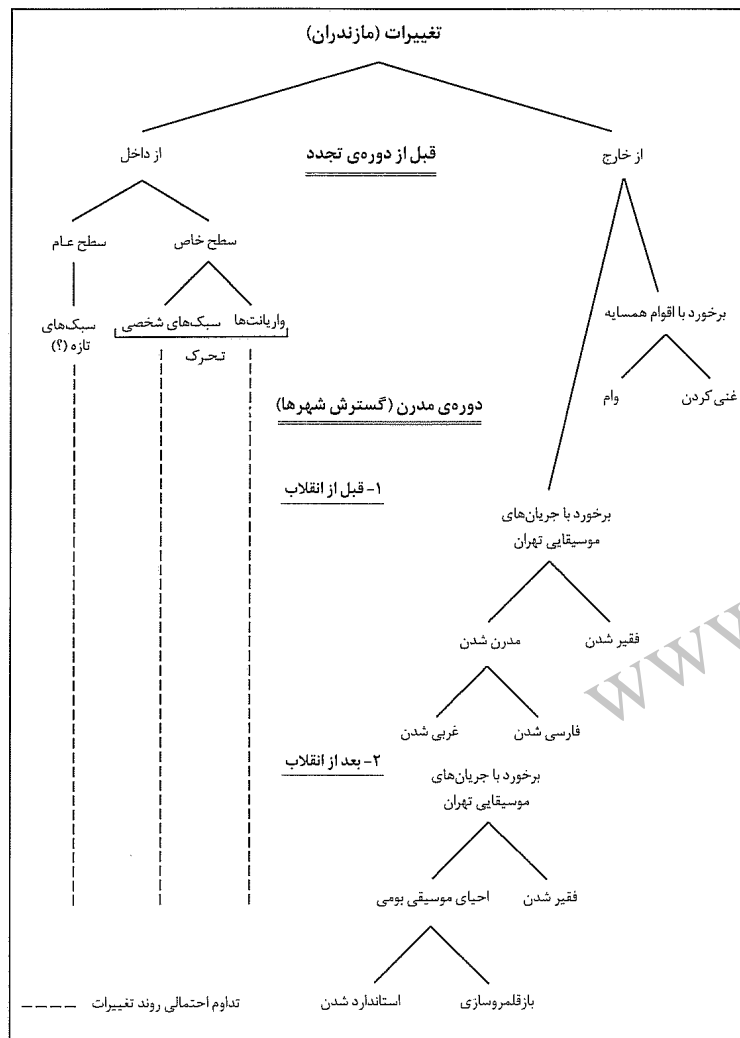 تغییرات (مازندران)
از خارج
قبل از دوره‌ی تجدد
از داخل
سطح خاص
سطح عام
برخورد با اقوام همسایه
واریانت‌ها
سبک‌های شخصی
سبک‌های
تازه (؟)
تحرک
غنی کردن
وام
دوره‌ی مدرن (گسترش شهرها)
۱- قبل از انقلاب
برخورد با جریان‌های
موسیقایی تهران
فقیر شدن
مدرن شدن
www
فارسی شدن
غربی شدن
۲- بعد از انقلاب
برخورد با جریان‌های
موسیقایی تهران
فقیر شدن
احیای موسیقی بومی
بازقلمروسازی
استاندارد شدن
تداوم احتمالی روند تغییرات